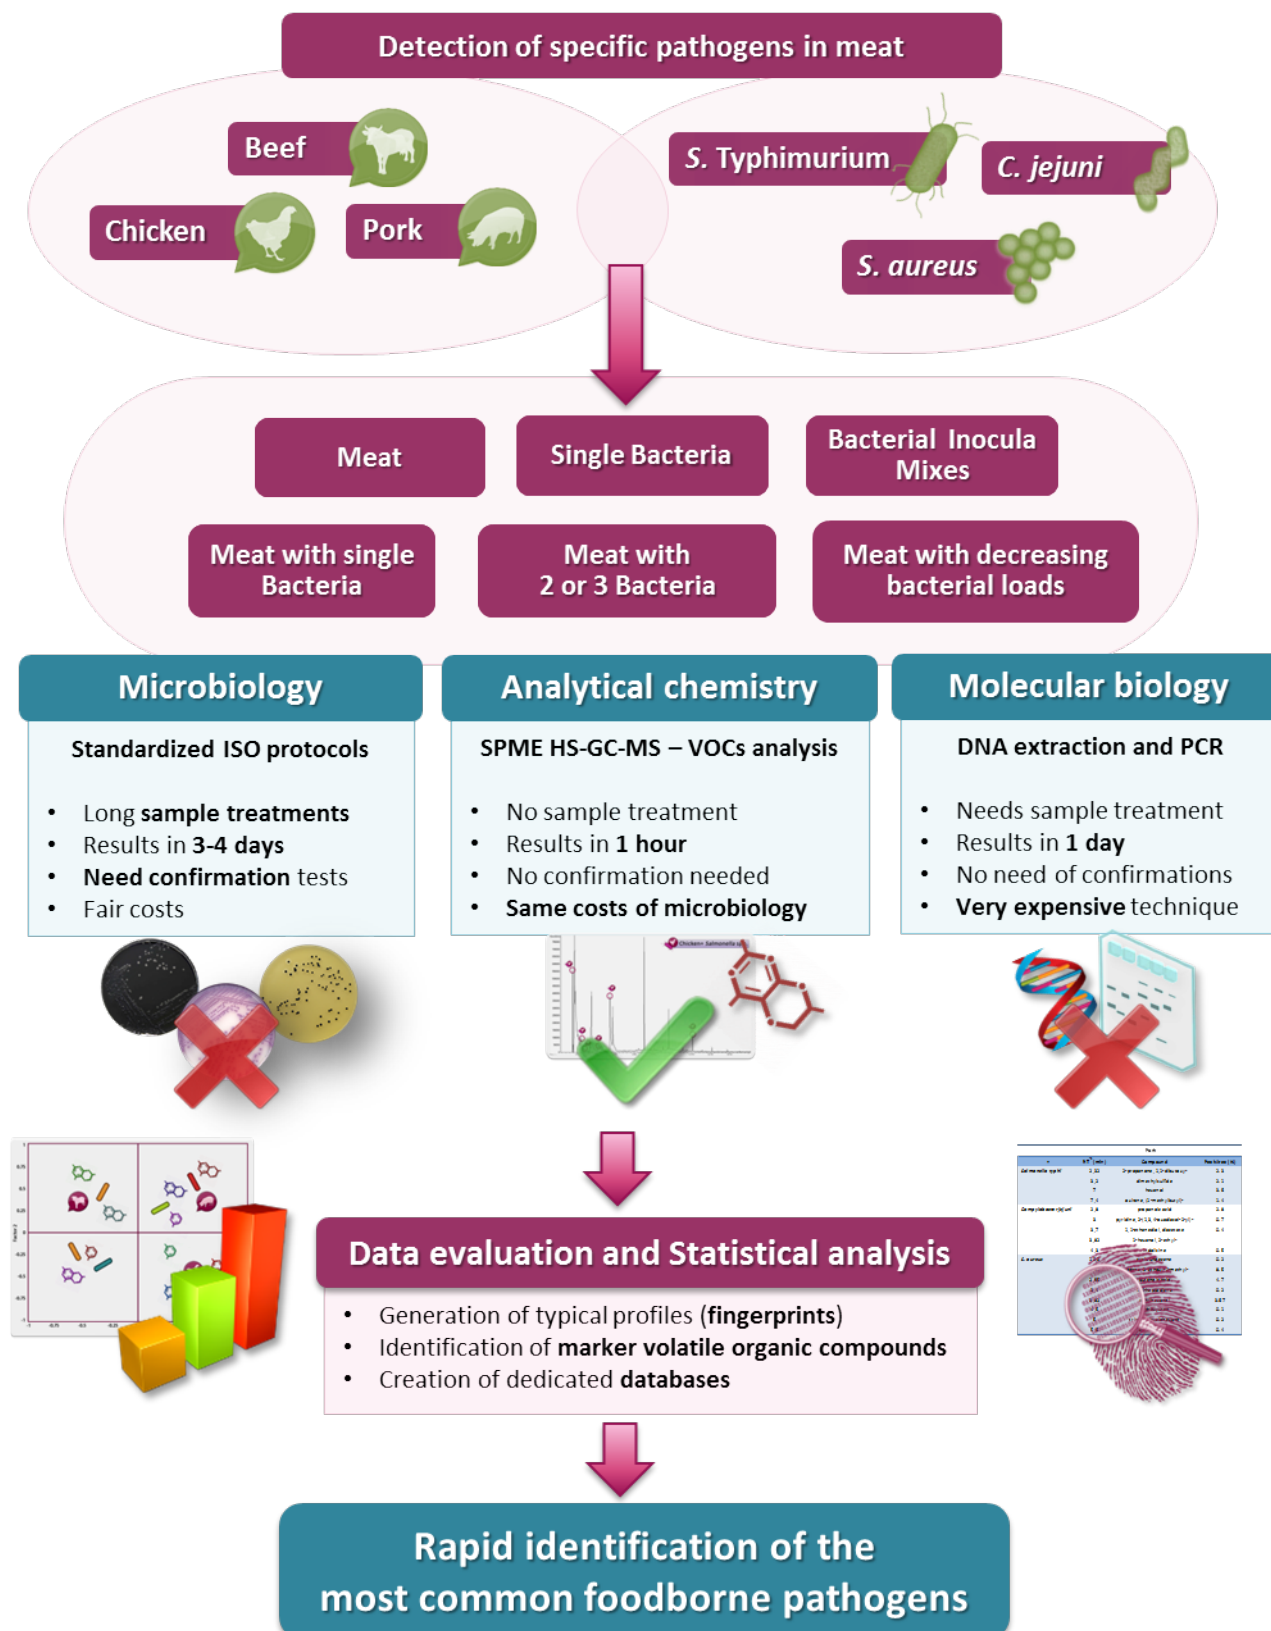 Detection of specific pathogens in meat
Beef
Chicken
Pork
S. Typhimurium
C. jejuni
S. aureus
Meat
Single Bacteria
Bacterial Inocula
Mixes
Meat with single
Bacteria
Meat with
2 or 3 Bacteria
Meat with decreasing
bacterial loads
Microbiology
Standardized ISO protocols
• Long sample treatments
• Results in 3-4 days
• Need confirmation tests
• Fair costs
Analytical chemistry
SPME HS-GC-MS – VOCs analysis
• No sample treatment
• Results in 1 hour
• No confirmation needed
• Same costs of microbiology
Molecular biology
DNA extraction and PCR
• Needs sample treatment
• Results in 1 day
• No need of confirmations
• Very expensive technique
Chicken+ Salmonella
Data evaluation and Statistical analysis
• Generation of typical profiles (fingerprints)
• Identification of marker volatile organic compounds
• Creation of dedicated databases
Rapid identification of the
most common foodborne pathogens